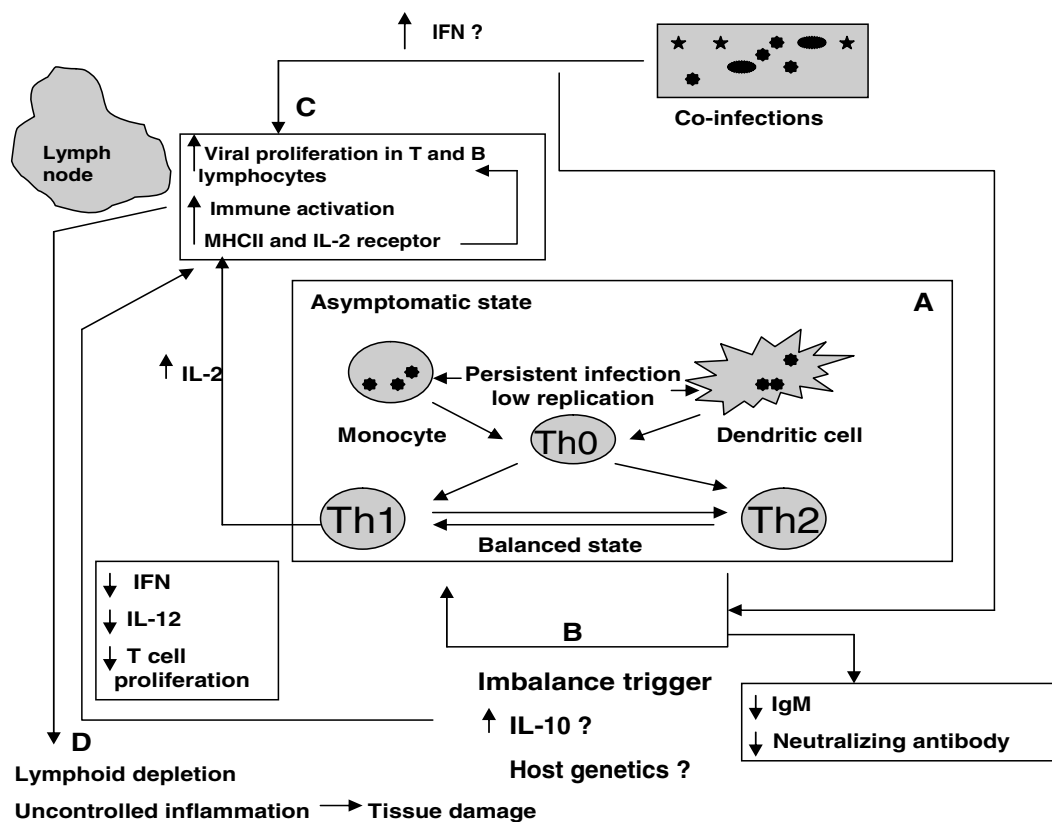 IFN ?
Co-infections
C
Lymph
node
Viral proliferation in T and B
lymphocytes
Immune activation
MHCII and IL-2 receptor
Asymptomatic state
A
IL-2
Persistent infection
low replication
Monocyte
Dendritic cell
Th0
Th1
Th2
Balanced state
IFN
IL-12
T cell
proliferation
B
Imbalance trigger
IL-10 ?
Host genetics ?
IgM
Neutralizing antibody
D
Lymphoid depletion
Uncontrolled inflammation → Tissue damage